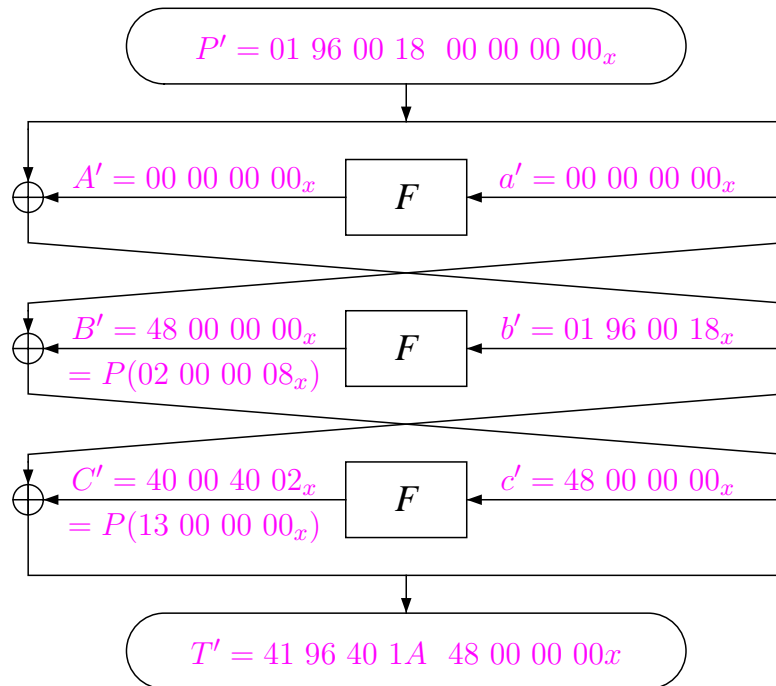 P′ = 01 96 00 18 00 00 00 00ₓ
A′ = 00 00 00 00ₓ F a′ = 00 00 00 00ₓ
B′ = 48 00 00 00ₓ F b′ = 01 96 00 18ₓ
= P(02 00 00 08ₓ)
C′ = 40 00 40 02ₓ F c′ = 48 00 00 00ₓ
= P(13 00 00 00ₓ)
T′ = 41 96 40 1A 48 00 00 00x